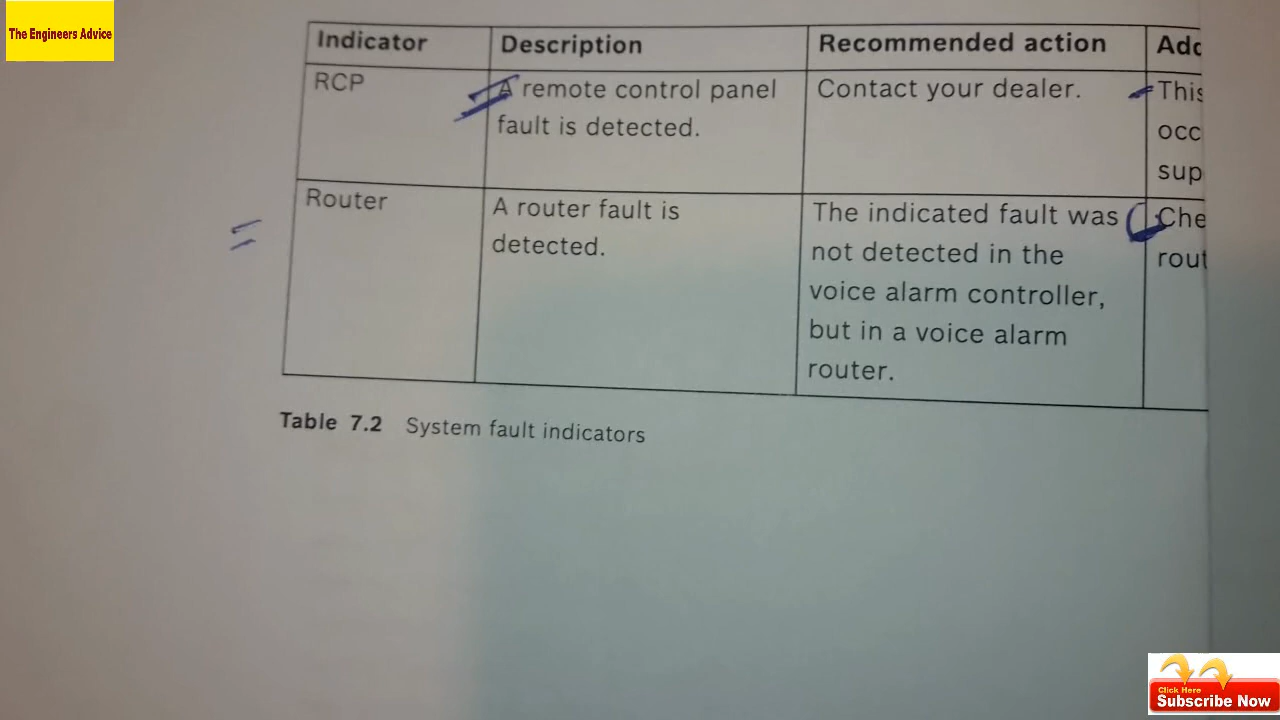 The Engineers Advice
Indicator Description Recommended action
RCP A remote control panel Contact your dealer. This
fault is detected.
Router A router fault is The indicated fault was
detected. not detected in the
voice alarm controller,
but in a voice alarm
router.
Table 7.2 System fault indicators
Click Here
Subscribe Now